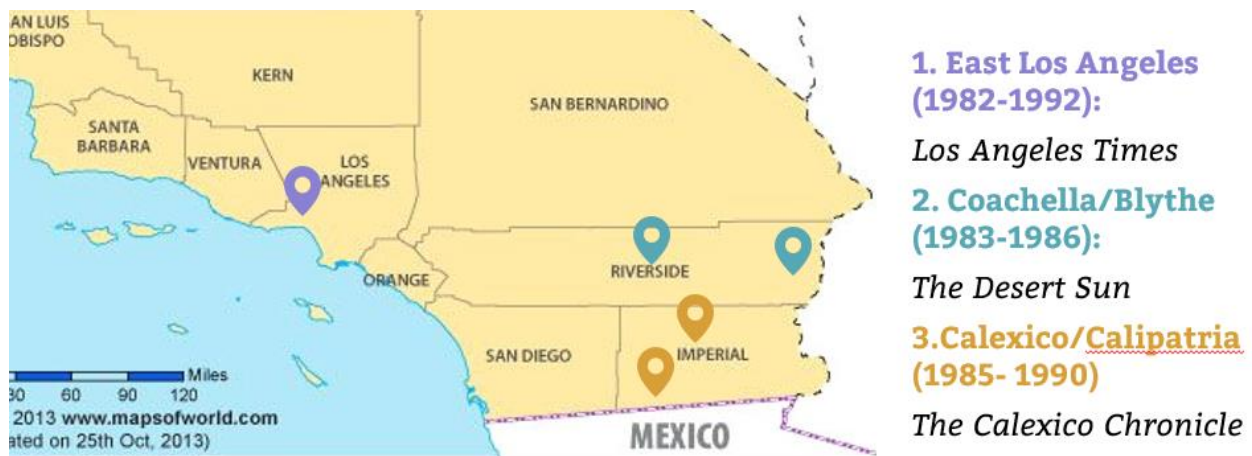 AN LUIS
OBISPO
KERN
SAN BERNARDINO
SANTA
BARBARA
VENTURA
LOS
ANGELES
ORANGE
RIVERSIDE
SAN DIEGO
IMPERIAL
MEXICO
Miles
30 60 90 120
2013 www.mapsofworld.com
ated on 25th Oct, 2013)
1. East Los Angeles
(1982-1992):
Los Angeles Times
2. Coachella/Blythe
(1983-1986):
The Desert Sun
3.Calexico/Calipatria
(1985- 1990)
The Calexico Chronicle